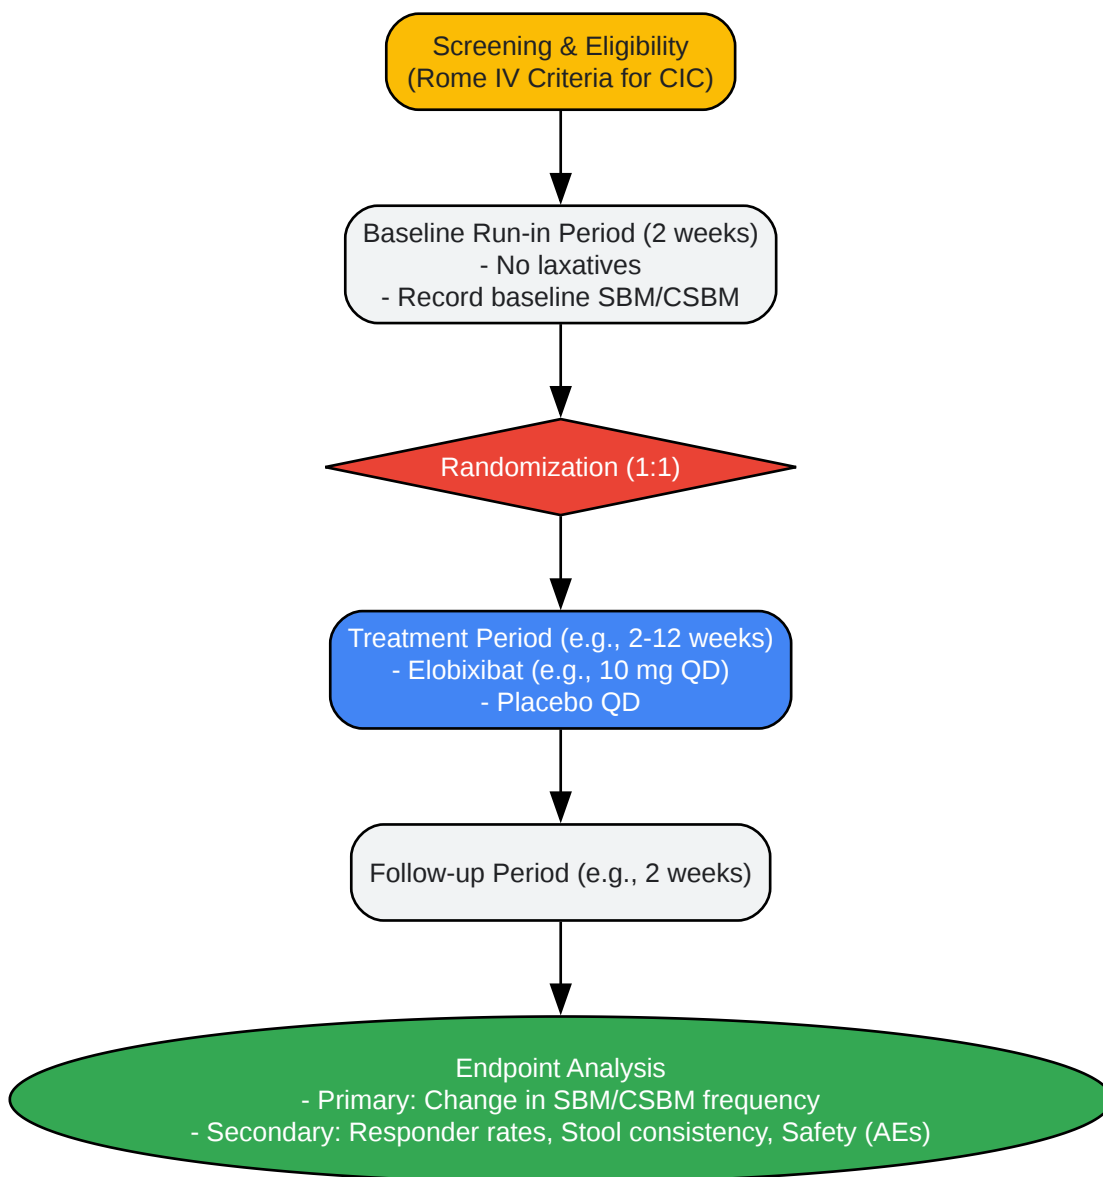 Screening & Eligibility
(Rome IV Criteria for CIC)
Baseline Run-in Period (2 weeks)
- No laxatives
- Record baseline SBM/CSBM
Randomization (1:1)
Treatment Period (e.g., 2-12 weeks)
- Elobixibat (e.g., 10 mg QD)
- Placebo QD
Follow-up Period (e.g., 2 weeks)
Endpoint Analysis
- Primary: Change in SBM/CSBM frequency
- Secondary: Responder rates, Stool consistency, Safety (AEs)